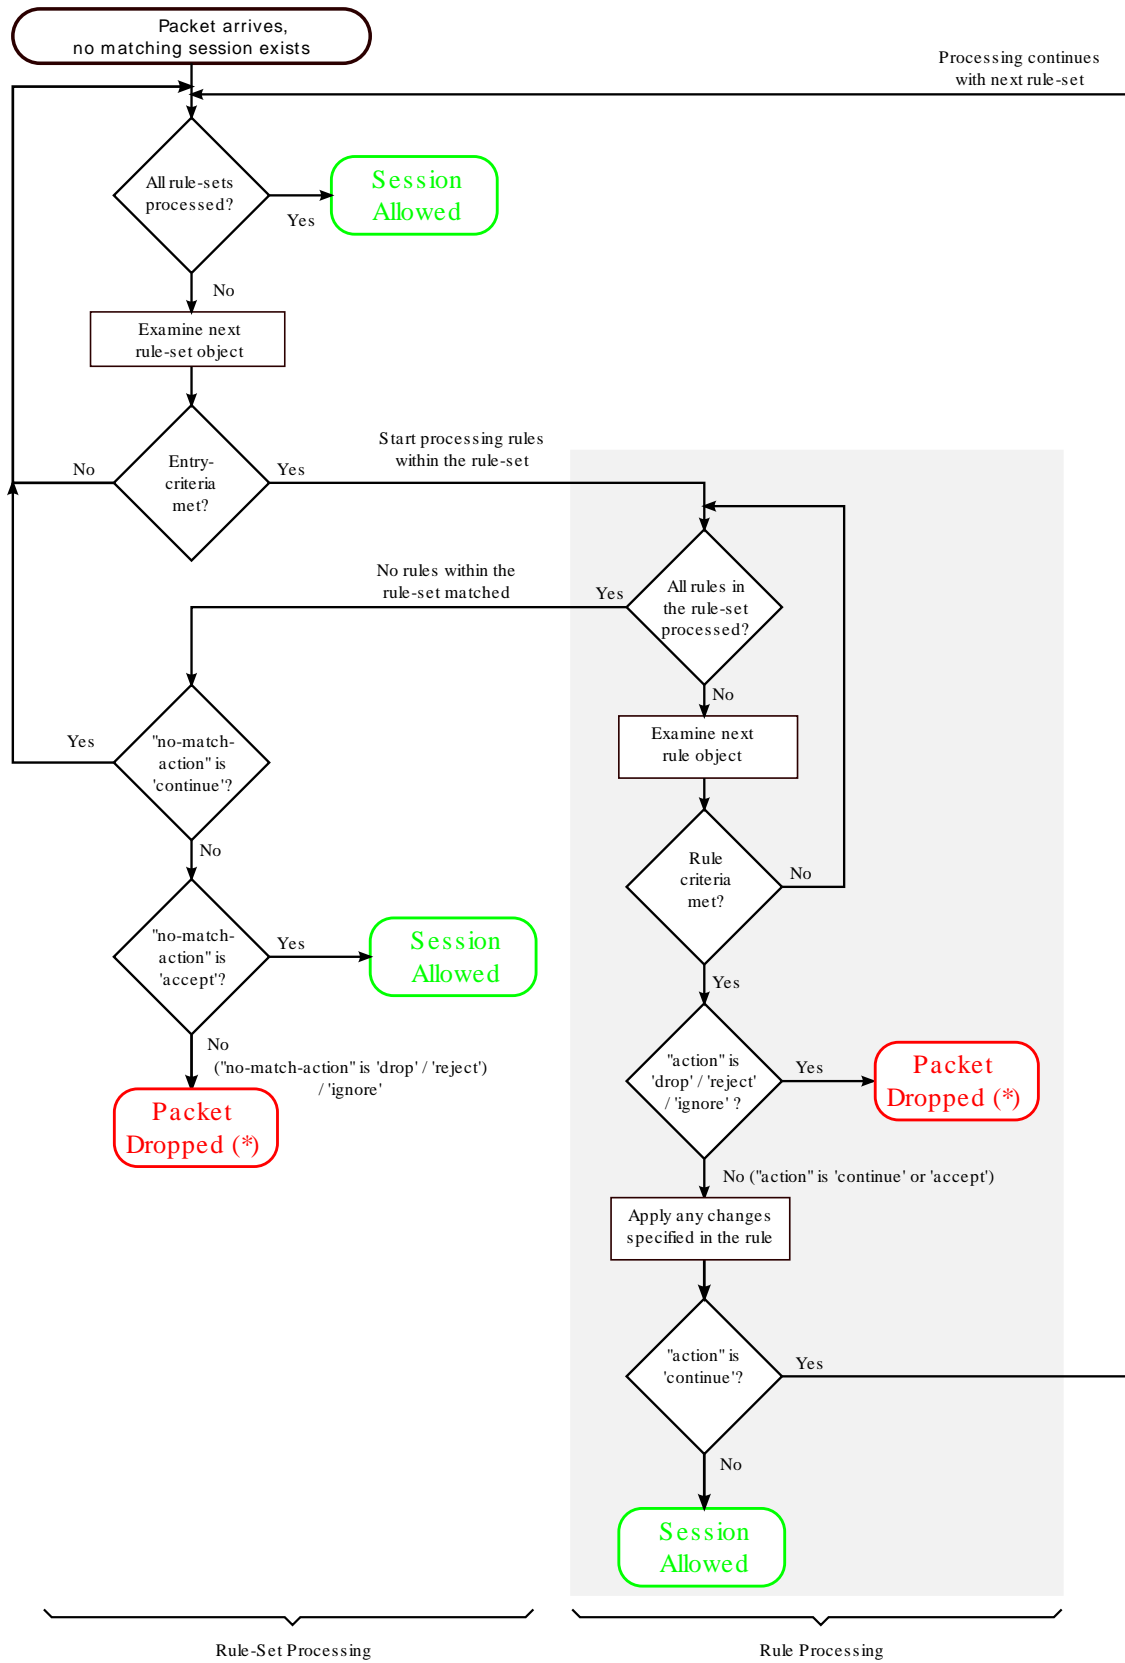 Packet arrives,
no matching session exists
Processing continues
with next rule-set
All rule-sets
processed?
Yes
Session
Allowed
No
Examine next
rule-set object
Entry-
criteria
met?
No
Yes
Start processing rules
within the rule-set
All rules in
the rule-set
processed?
Yes
No rules within the
rule-set matched
No
Examine next
rule object
"no-match-
action" is
'continue'?
Yes
No
Rule
criteria
met?
No
Yes
"no-match-
action" is
'accept'?
Yes
Session
Allowed
No
("no-match-action" is 'drop' / 'reject')
/ 'ignore'
Packet
Dropped (*)
"action" is
'drop' / 'reject'
/ 'ignore' ?
Yes
Packet
Dropped (*)
No ("action" is 'continue' or 'accept')
Apply any changes
specified in the rule
"action" is
'continue'?
Yes
No
Session
Allowed
Rule-Set Processing
Rule Processing